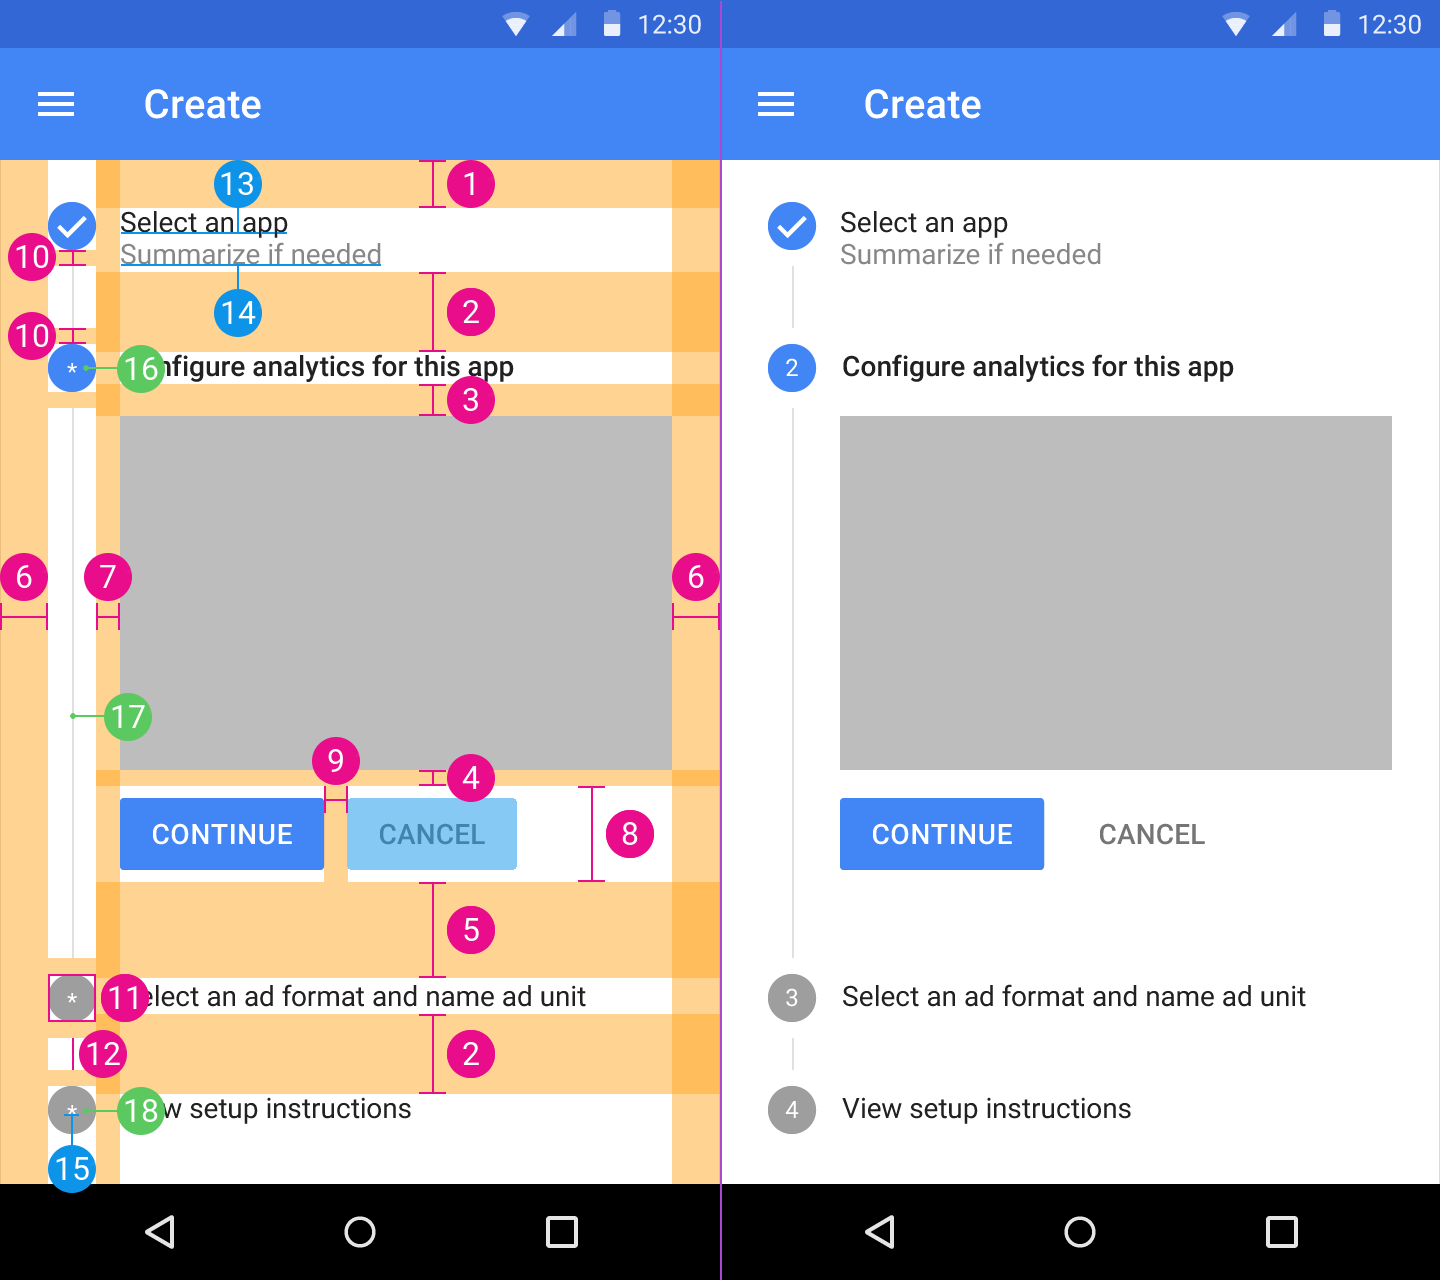 12:30
Create
13
1
Select an app
10
Summarize if needed
14
2
10
*
16
nfigure analytics for this app
3
6
7
6
17
9
4
CONTINUE
CANCEL
8
5
*
11
elect an ad format and name ad unit
12
2
*
18
w setup instructions
15
12:30
Create
Select an app
Summarize if needed
2
Configure analytics for this app
CONTINUE
CANCEL
3
Select an ad format and name ad unit
4
View setup instructions